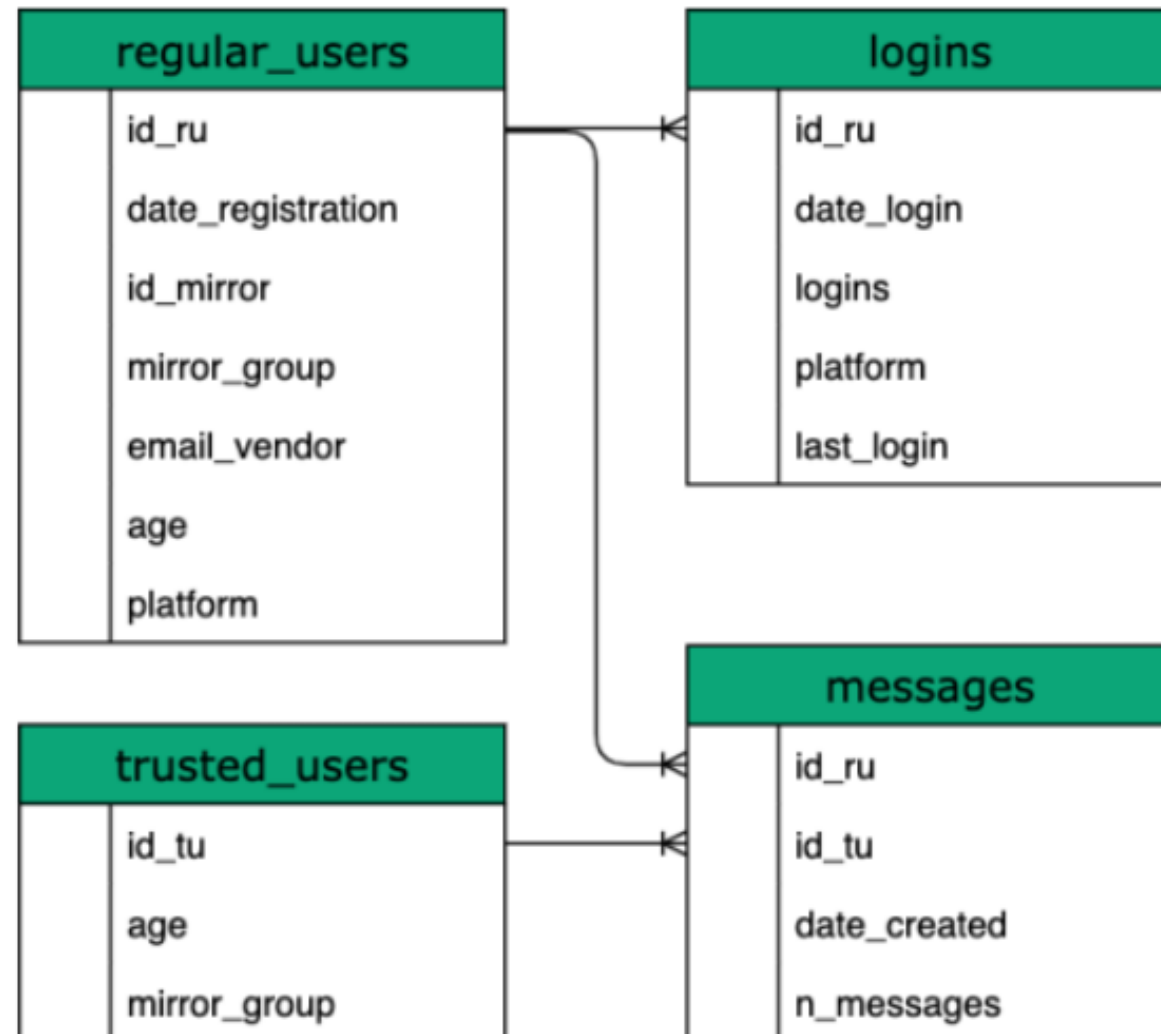 regular_users
id_ru
date_registration
id_mirror
mirror_group
email_vendor
age
platform
logins
id_ru
date_login
logins
platform
last_login
trusted_users
id_tu
age
mirror_group
messages
id_ru
id_tu
date_created
n_messages